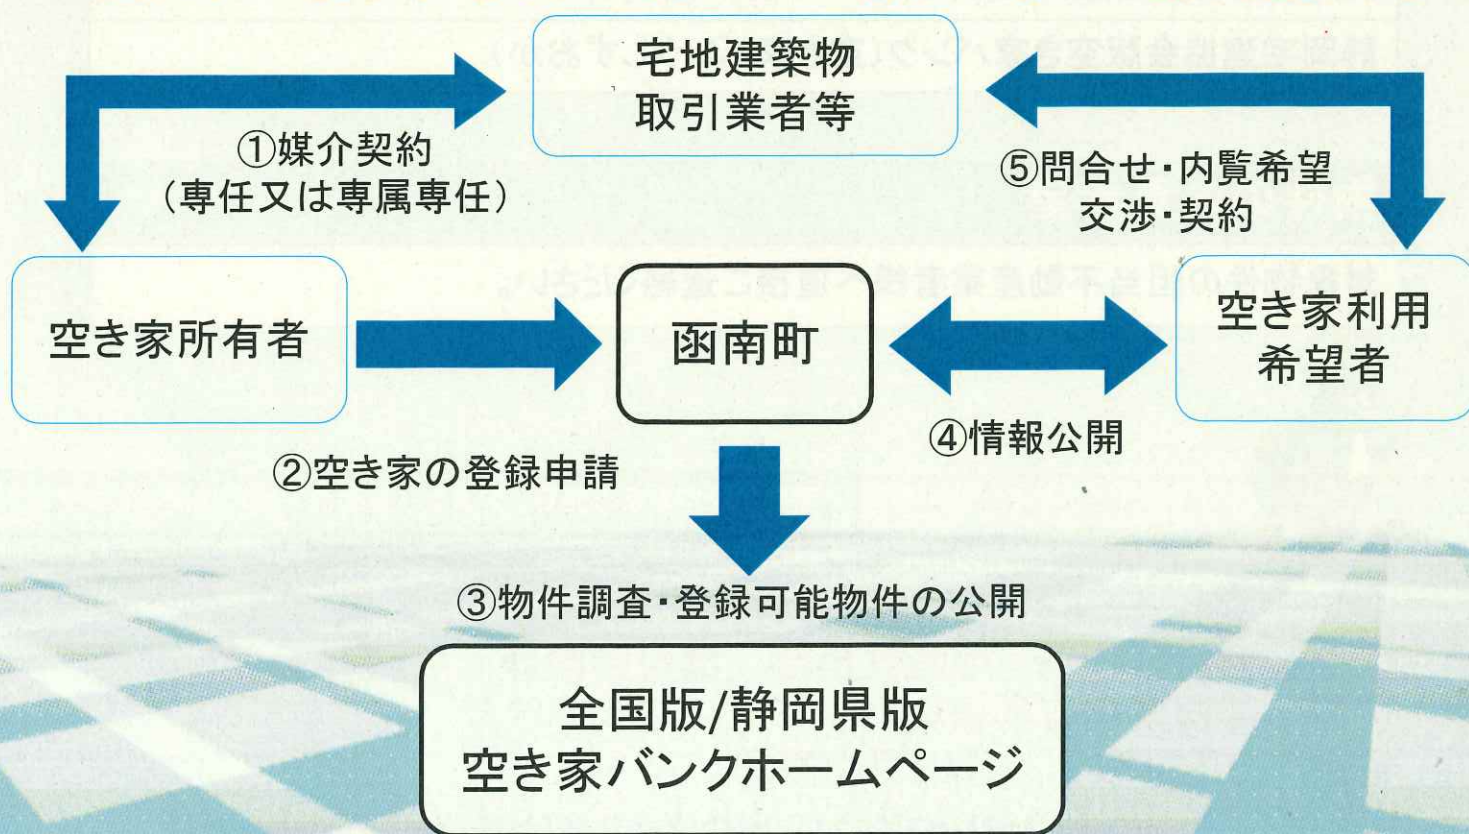 宅地建築物
取引業者等
①媒介契約
(専任又は専属専任)
⑤問合せ・内覧希望
交渉・契約
空き家所有者
函南町
空き家利用
希望者
②空き家の登録申請
④情報公開
③物件調査・登録可能物件の公開
全国版/静岡県版
空き家バンクホームページ